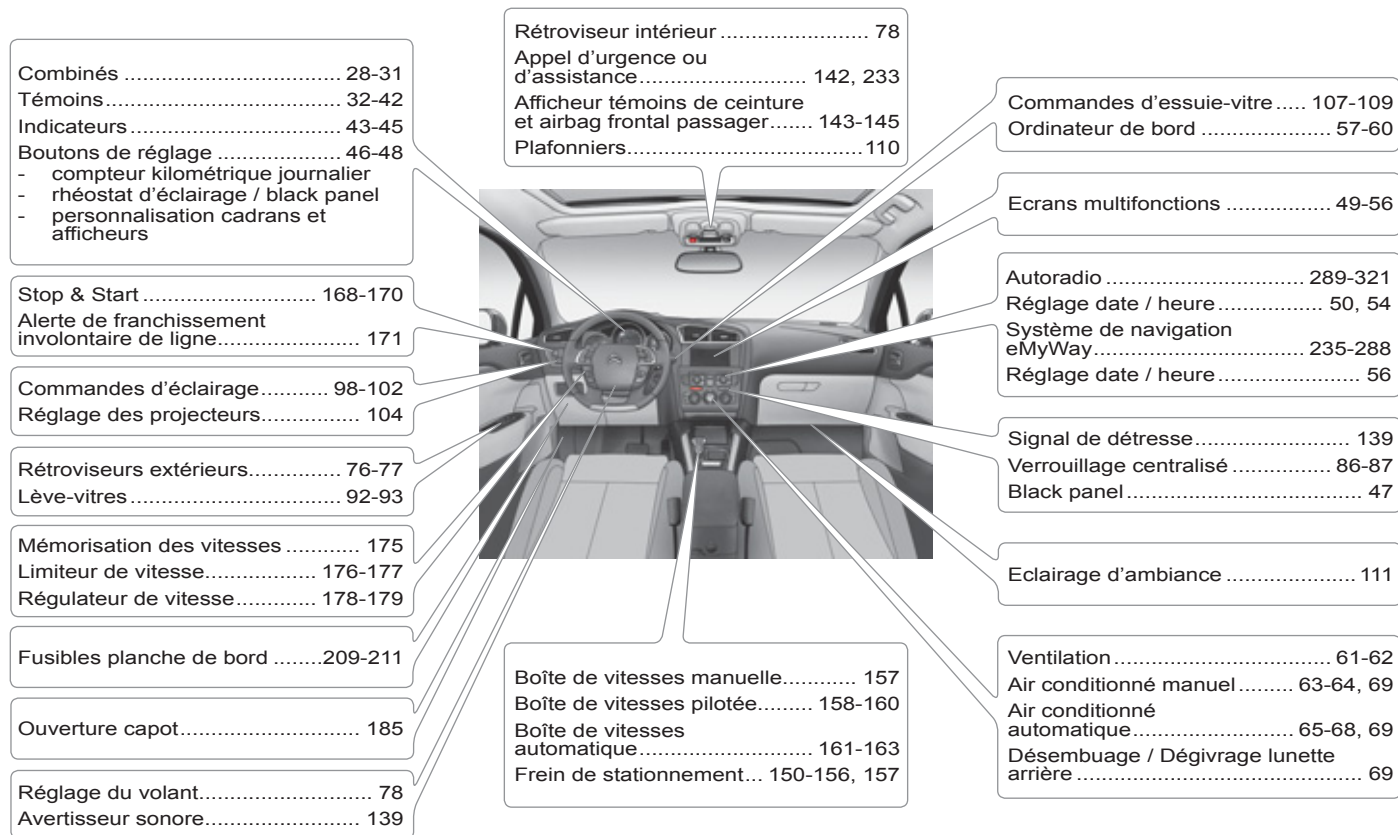 Combinés .................................. 28-31
Témoins ..................................... 32-42
Indicateurs ................................. 43-45
Boutons de réglage ................... 46-48
- compteur kilométrique journalier
- rhéostat d'éclairage / black panel
- personnalisation cadrans et
afficheurs
Stop & Start ........................... 168-170
Alerte de franchissement
involontaire de ligne...................... 171
Commandes d'éclairage........ 98-102
Réglage des projecteurs............. 104
Rétroviseurs extérieurs............... 76-77
Lève-vitres ................................. 92-93
Mémorisation des vitesses ............ 175
Limiteur de vitesse................. 176-177
Régulateur de vitesse............. 178-179
Fusibles planche de bord ........209-211
Ouverture capot............................ 185
Réglage du volant........................... 78
Avertisseur sonore........................ 139
Rétroviseur intérieur ....................... 78
Appel d'urgence ou
d'assistance.......................... 142, 233
Afficheur témoins de ceinture
et airbag frontal passager....... 143-145
Plafonniers.....................................110
Boîte de vitesses manuelle............ 157
Boîte de vitesses pilotée......... 158-160
Boîte de vitesses
automatique........................... 161-163
Frein de stationnement... 150-156, 157
Commandes d'essuie-vitre ..... 107-109
Ordinateur de bord ..................... 57-60
Ecrans multifonctions ................. 49-56
Autoradio ................................ 289-321
Réglage date / heure ................. 50, 54
Système de navigation
eMyWay.................................. 235-288
Réglage date / heure...................... 56
Signal de détresse........................ 139
Verrouillage centralisé ................ 86-87
Black panel..................................... 47
Eclairage d'ambiance .................... 111
Ventilation .................................. 61-62
Air conditionné manuel ......... 63-64, 69
Air conditionné
automatique.......................... 65-68, 69
Désembuage / Dégivrage lunette
arrière ............................................ 69